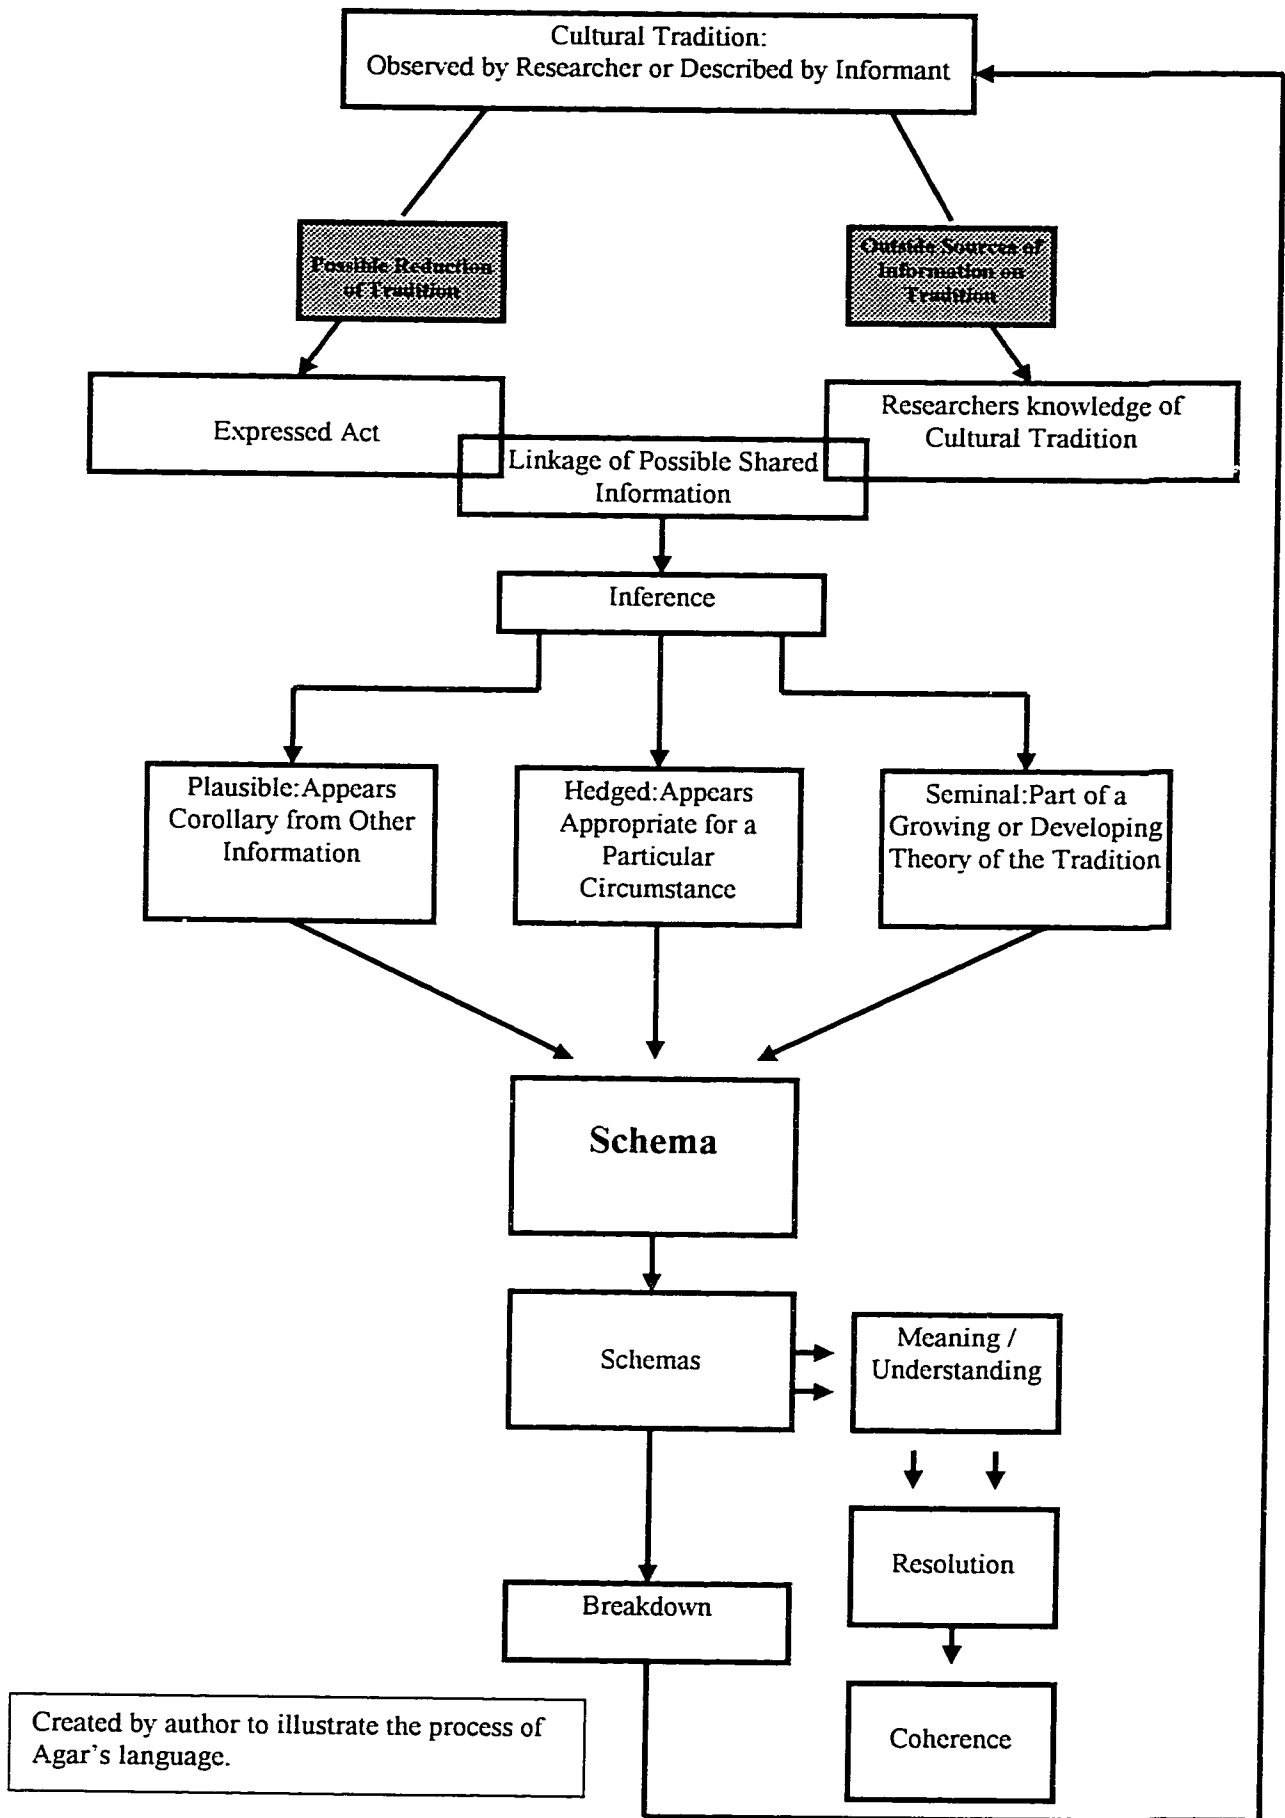 Cultural Tradition:
Observed by Researcher or Described by Informant
Possible Reduction
of Tradition
Outside Sources of
Information on
Tradition
Expressed Act
Researchers knowledge of
Cultural Tradition
Linkage of Possible Shared
Information
Inference
Plausible:Appears
Corollary from Other
Information
Hedged:Appears
Appropriate for a
Particular
Circumstance
Seminal:Part of a
Growing or Developing
Theory of the Tradition
Schema
Schemas
Meaning /
Understanding
Resolution
Breakdown
Coherence
Created by author to illustrate the process of
Agar's language.